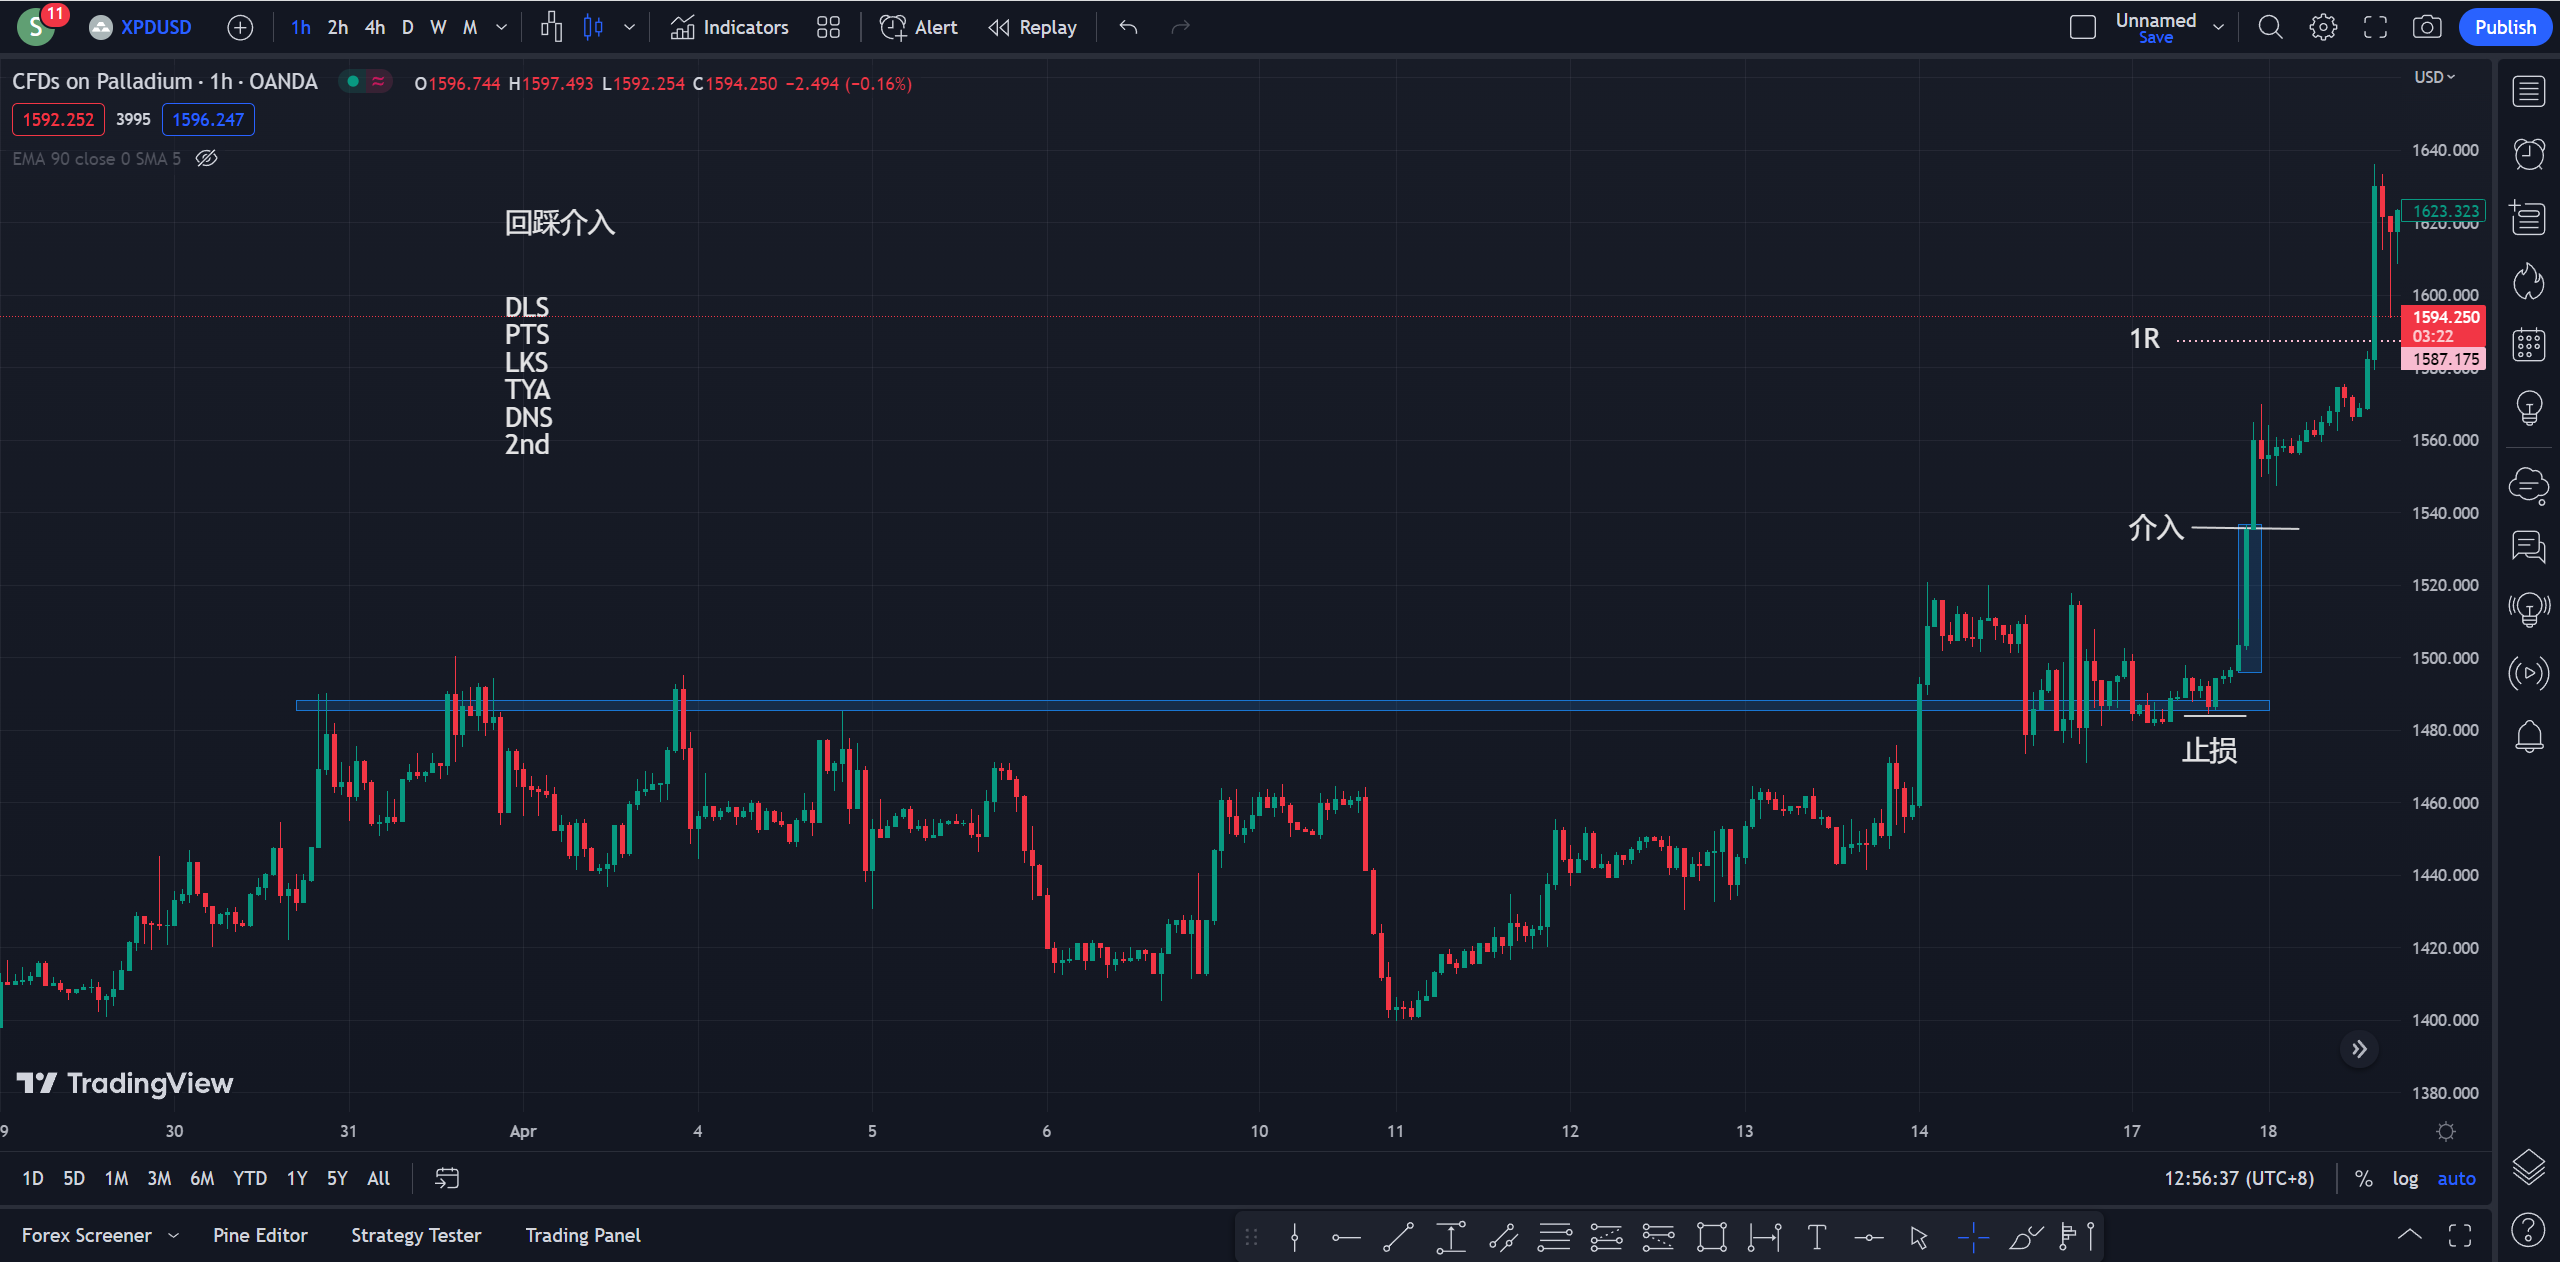 S 11 XPDUSD 1h 2h 4h D W M Indicators Alert Replay Unnamed Save Publish
CFDs on Palladium · 1h · OANDA O1596.744 H1597.493 L1592.254 C1594.250 −2.494 (−0.16%)
USD
1592.252 3995 1596.247
EMA 90 close 0 SMA 5
1640.000
回踩介入
1623.323
1620.000
1600.000
DLS
PTS
LKS
TYA
DNS
2nd
1594.250
03:22
1R
1587.175
1580.000
1560.000
介入
1540.000
1520.000
1500.000
1480.000
止损
1460.000
1440.000
1420.000
1400.000
1380.000
TradingView
9 30 31 Apr 4 5 6 10 11 12 13 14 17 18
1D 5D 1M 3M 6M YTD 1Y 5Y All 12:56:37 (UTC+8) % log auto
Forex Screener Pine Editor Strategy Tester Trading Panel